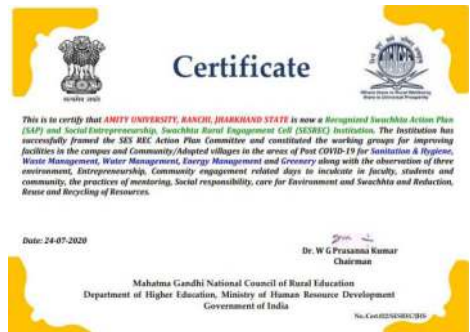 Certificate
सत्यमेव जयते
This is to certify that AMITY UNIVERSITY, RANCHI, JHARKHAND STATE is now a Recognized Swachhta Action Plan
(SAP) and Social Entrepreneurship, Swachhta Rural Engagement Cell (SESREC) Institution. The Institution has
successfully framed the SES REC Action Plan Committee and constituted the working groups for improving
facilities in the campus and Community/Adopted villages in the areas of Post COVID-19 for Sanitation & Hygiene,
Waste Management, Water Management, Energy Management and Greenery along with the observation of three
environment, Entrepreneurship, Community engagement related days to inculcate in faculty, students and
community, the practices of mentoring, Social responsibility, care for Environment and Swachhta and Reduction,
Reuse and Recycling of Resources.
Date: 24-07-2020
Dr. W G Prasanna Kumar
Chairman
Mahatma Gandhi National Council of Rural Education
Department of Higher Education, Ministry of Human Resource Development
Government of India